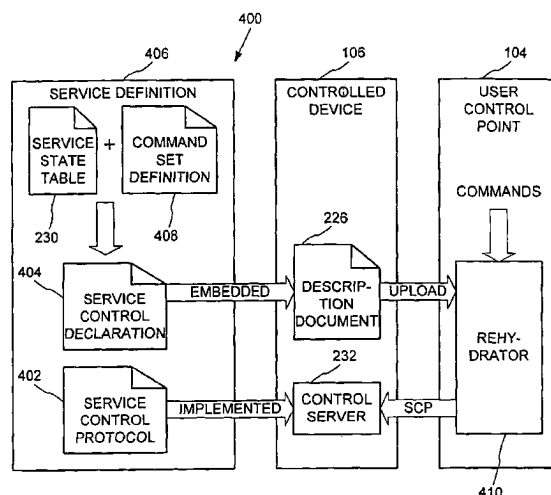 400
406
106
104
SERVICE DEFINITION
CONTROLLED
DEVICE
USER
CONTROL
POINT
SERVICE
STATE
TABLE
+
COMMAND
SET
DEFINITION
COMMANDS
230
408
226
404
SERVICE
CONTROL
DECLARATION
EMBEDDED
DESCRIP-
TION
DOCUMENT
UPLOAD
REHY-
DRATOR
402
232
SERVICE
CONTROL
PROTOCOL
IMPLEMENTED
CONTROL
SERVER
SCP
410